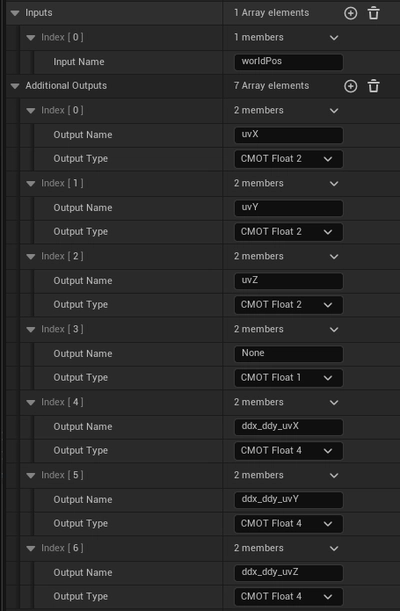 Inputs 1 Array elements
Index [ 0 ] 1 members
Input Name worldPos
Additional Outputs 7 Array elements
Index [ 0 ] 2 members
Output Name uvX
Output Type CMOT Float 2
Index [ 1 ] 2 members
Output Name uvY
Output Type CMOT Float 2
Index [ 2 ] 2 members
Output Name uvZ
Output Type CMOT Float 2
Index [ 3 ] 2 members
Output Name None
Output Type CMOT Float 1
Index [ 4 ] 2 members
Output Name ddx_ddy_uvX
Output Type CMOT Float 4
Index [ 5 ] 2 members
Output Name ddx_ddy_uvY
Output Type CMOT Float 4
Index [ 6 ] 2 members
Output Name ddx_ddy_uvZ
Output Type CMOT Float 4